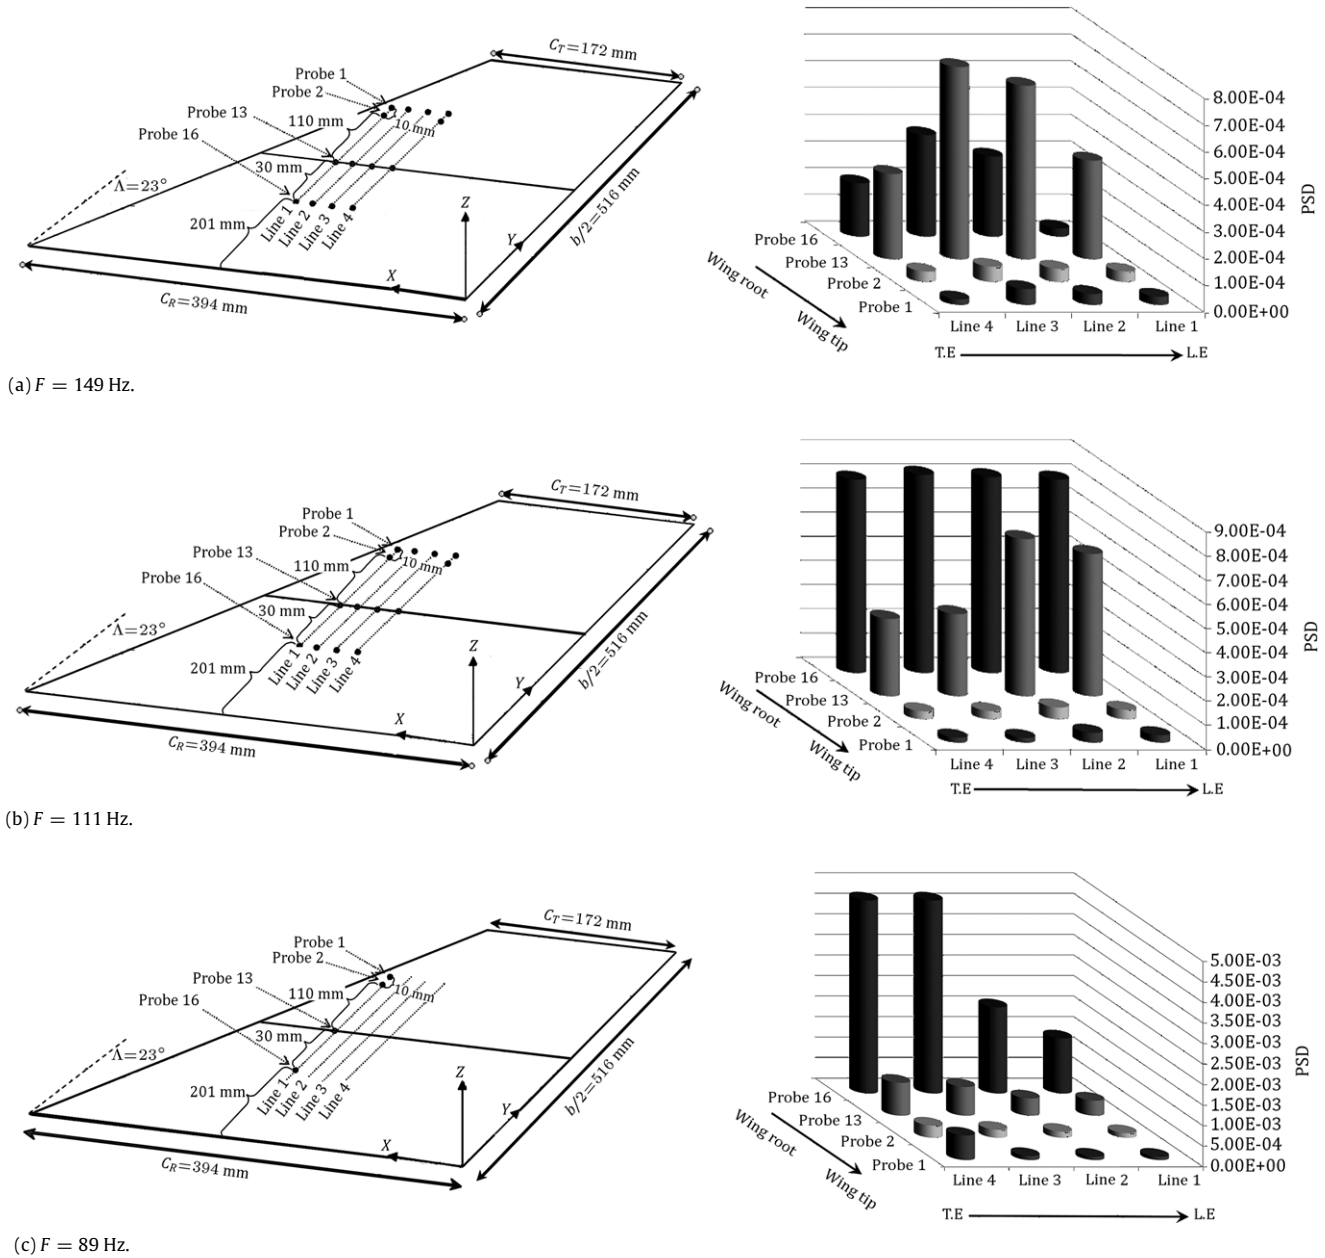 C_T=172 mm
Probe 1
Probe 2
Probe 13
110 mm
10 mm
Probe 16
30 mm
Λ=23°
201 mm
Line 1
Line 2
Line 3
Line 4
Z
Y
X
b/2=516 mm
C_R=394 mm
8.00E-04
7.00E-04
6.00E-04
5.00E-04
4.00E-04
3.00E-04
2.00E-04
1.00E-04
0.00E+00
PSD
Probe 16
Probe 13
Probe 2
Probe 1
Wing root
Wing tip
Line 4 Line 3 Line 2 Line 1
T.E L.E
(a) F = 149 Hz.
C_T=172 mm
Probe 1
Probe 2
Probe 13
110 mm
10 mm
Probe 16
30 mm
Λ=23°
201 mm
Line 1
Line 2
Line 3
Line 4
Z
Y
X
b/2=516 mm
C_R=394 mm
9.00E-04
8.00E-04
7.00E-04
6.00E-04
5.00E-04
4.00E-04
3.00E-04
2.00E-04
1.00E-04
0.00E+00
PSD
Probe 16
Probe 13
Probe 2
Probe 1
Wing root
Wing tip
Line 4 Line 3 Line 2 Line 1
T.E L.E
(b) F = 111 Hz.
C_T=172 mm
Probe 1
Probe 2
Probe 13
110 mm
10 mm
Probe 16
30 mm
Λ=23°
201 mm
Line 1
Line 2
Line 3
Line 4
Z
Y
X
b/2=516 mm
C_R=394 mm
5.00E-03
4.50E-03
4.00E-03
3.50E-03
3.00E-03
2.50E-03
2.00E-03
1.50E-03
1.00E-03
5.00E-04
0.00E+00
PSD
Probe 16
Probe 13
Probe 2
Probe 1
Wing root
Wing tip
Line 4 Line 3 Line 2 Line 1
T.E L.E
(c) F = 89 Hz.